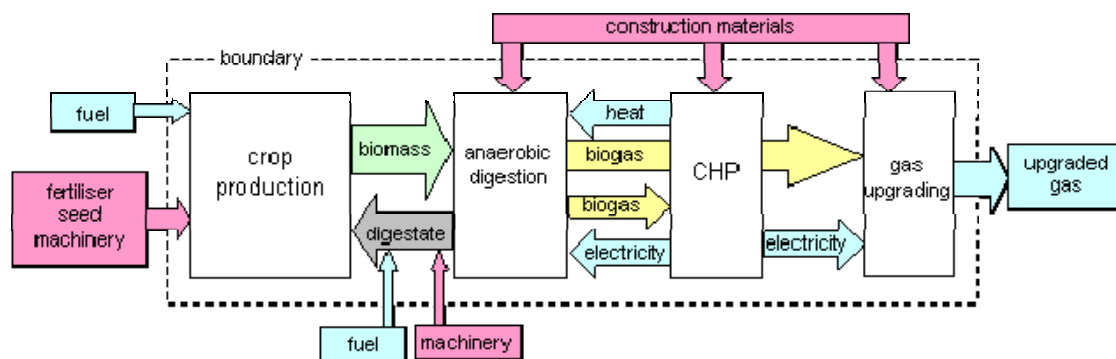 construction materials
boundary
fuel
heat
crop
production
biomass
anaerobic
digestion
biogas
CHP
gas
upgrading
upgraded
gas
fertiliser
seed
machinery
biogas
digestate
electricity
electricity
fuel
machinery